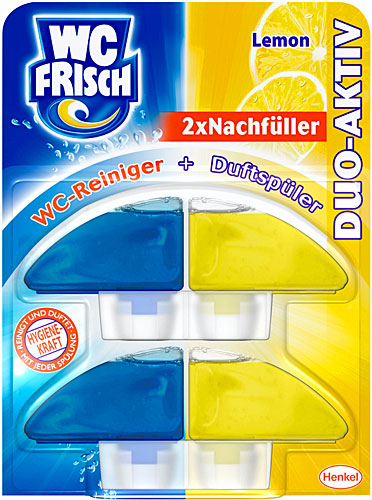 WC
FRISCH
Lemon
DUO-AKTIV
2xNachfüller
WC-Reiniger + Duftspüler
REINIGT UND DUFTET
MIT JEDER SPÜLUNG
HYGIENE-
KRAFT
Henkel